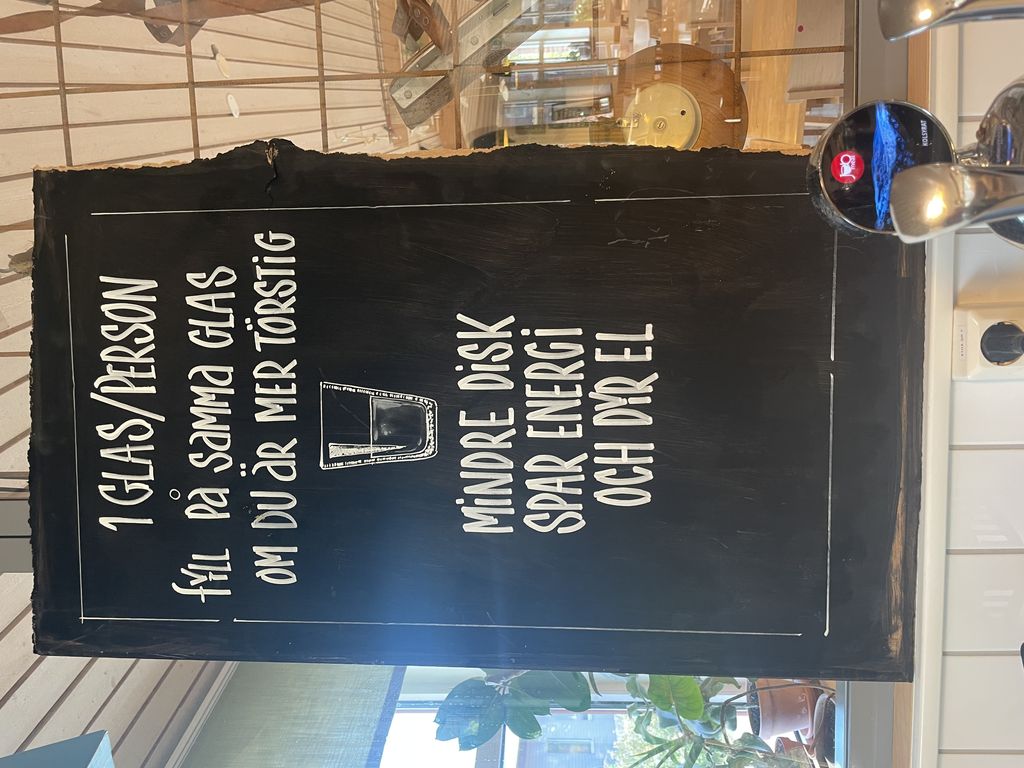 1 GLAS/PERSON
FYLL PÅ SAMMA GLAS
OM DU ÄR MER TÖRSTIG
MINDRE DISK
SPAR ENERGI
OCH DYR EL
KOLSYRAT